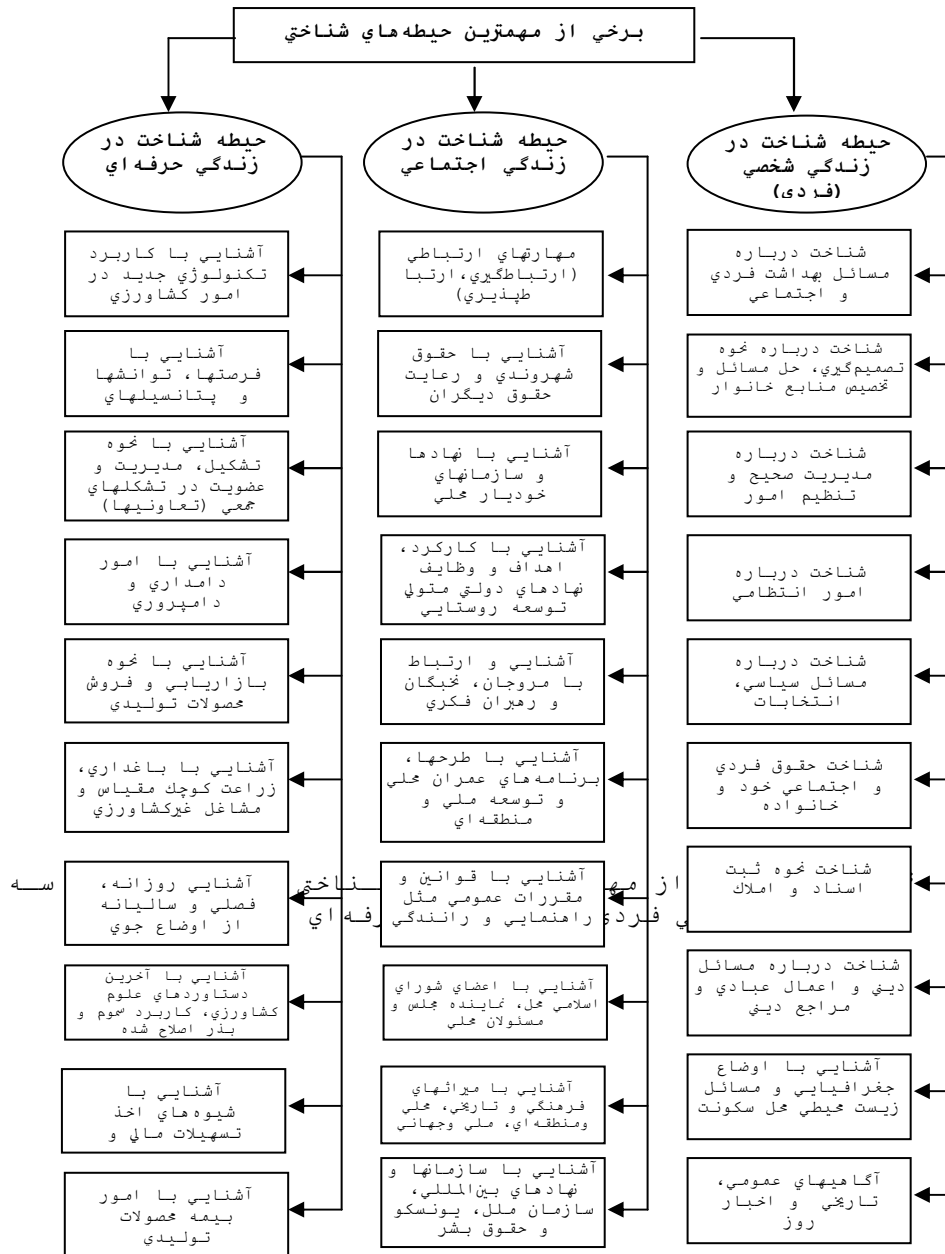 برخي از مهمترين حيطه‌هاي شناختي
حيطه شناخت در
زندگي شخصي
(فردي)
شناخت درباره
مسائل بهداشت فردي
و اجتماعي
شناخت درباره نحوه
تصميم‌گيري، حل مسائل و
تخصيص منابع خانوار
شناخت درباره
مديريت صحيح و
تنظيم امور
شناخت درباره
امور انتظامي
شناخت درباره
مسائل سياسي،
انتخابات
شناخت حقوق فردي
و اجتماعي خود و
خانواده
شناخت نحوه ثبت
اسناد و املاك
شناخت درباره مسائل
ديني و اعمال عبادي و
مراجع ديني
آشنايي با اوضاع
جغرافيايي و مسائل
زيست محيطي محل سكونت
آگاهيهاي عمومي،
تاريخي و اخبار
روز
حيطه شناخت در
زندگي اجتماعي
مهارتهاي ارتباطي
(ارتباط‌گيري، ارتبا
ط‌پذيري)
آشنايي با حقوق
شهروندي و رعايت
حقوق ديگران
آشنايي با نهادها
و سازمانهاي
خوديار محلي
آشنايي با كاركرد،
اهداف و وظايف
نهادهاي دولتي متولي
توسعه روستايي
آشنايي و ارتباط
با مروجان، نخبگان
و رهبران فكري
آشنايي با طرحها،
برنامه‌هاي عمران محلي
و توسعه ملي و
منطقه‌اي
آشنايي با قوانين و
مقررات عمومي مثل
راهنمايي و رانندگي
آشنايي با اعضاي شوراي
اسلامي محل، نماينده مجلس و
مسئولان محلي
آشنايي با ميراثهاي
فرهنگي و تاريخي، محلي
ومنطقه‌اي، ملي وجهاني
آشنايي با سازمانها و
نهادهاي بين‌المللي،
سازمان ملل، يونسكو
و حقوق بشر
حيطه شناخت در
زندگي حرفه‌اي
آشنايي با كاربرد
تكنولوژي جديد در
امور كشاورزي
آشنايي با
فرصتها، توانشها
و پتانسيلهاي
آشنايي با نحوه
تشكيل، مديريت و
عضويت در تشكلهاي
جمعي (تعاونيها)
آشنايي با امور
دامداري و
دامپروري
آشنايي با نحوه
بازاريابي و فروش
محصولات توليدي
آشنايي با باغداري،
زراعت كوچك مقياس و
مشاغل غيركشاورزي
آشنايي روزانه،
فصلي و ساليانه
از اوضاع جوي
آشنايي با آخرين
دستاوردهاي علوم
كشاورزي، كاربرد سموم و
بذر اصلاح شده
آشنايي با
شيوه‌هاي اخذ
تسهيلات مالي و
آشنايي با امور
بيمه محصولات
توليدي
از سه